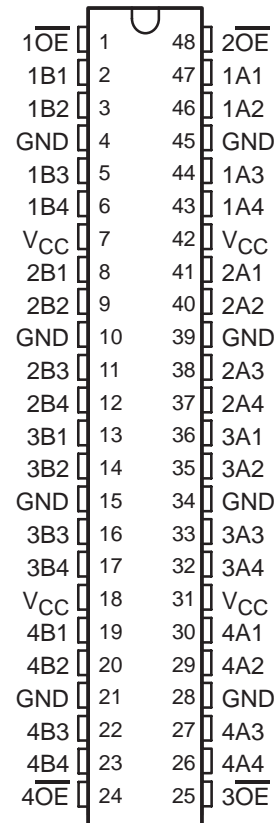 1O̅E̅ 1 48 2O̅E̅
1B1 2 47 1A1
1B2 3 46 1A2
GND 4 45 GND
1B3 5 44 1A3
1B4 6 43 1A4
VCC 7 42 VCC
2B1 8 41 2A1
2B2 9 40 2A2
GND 10 39 GND
2B3 11 38 2A3
2B4 12 37 2A4
3B1 13 36 3A1
3B2 14 35 3A2
GND 15 34 GND
3B3 16 33 3A3
3B4 17 32 3A4
VCC 18 31 VCC
4B1 19 30 4A1
4B2 20 29 4A2
GND 21 28 GND
4B3 22 27 4A3
4B4 23 26 4A4
4O̅E̅ 24 25 3O̅E̅